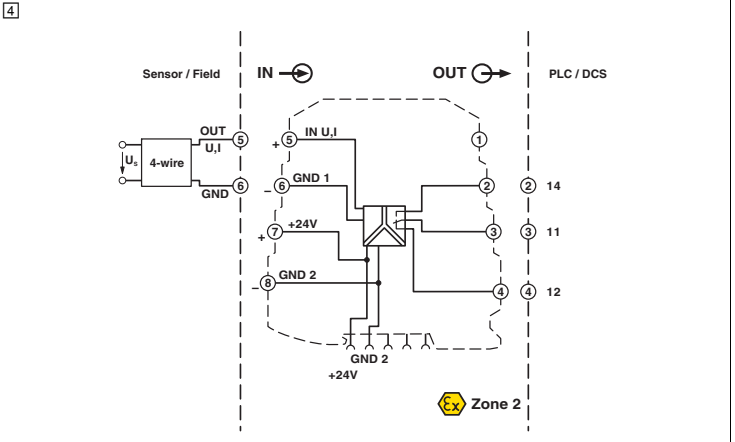 4
Sensor / Field
IN
OUT
PLC / DCS
OUT
5
+
5
IN U,I
1
Us
4-wire
U,I
6
GND
–
6
GND 1
2
2
14
+
7
+24V
3
3
11
–
8
GND 2
4
4
12
GND 2
+24V
Ex
Zone 2